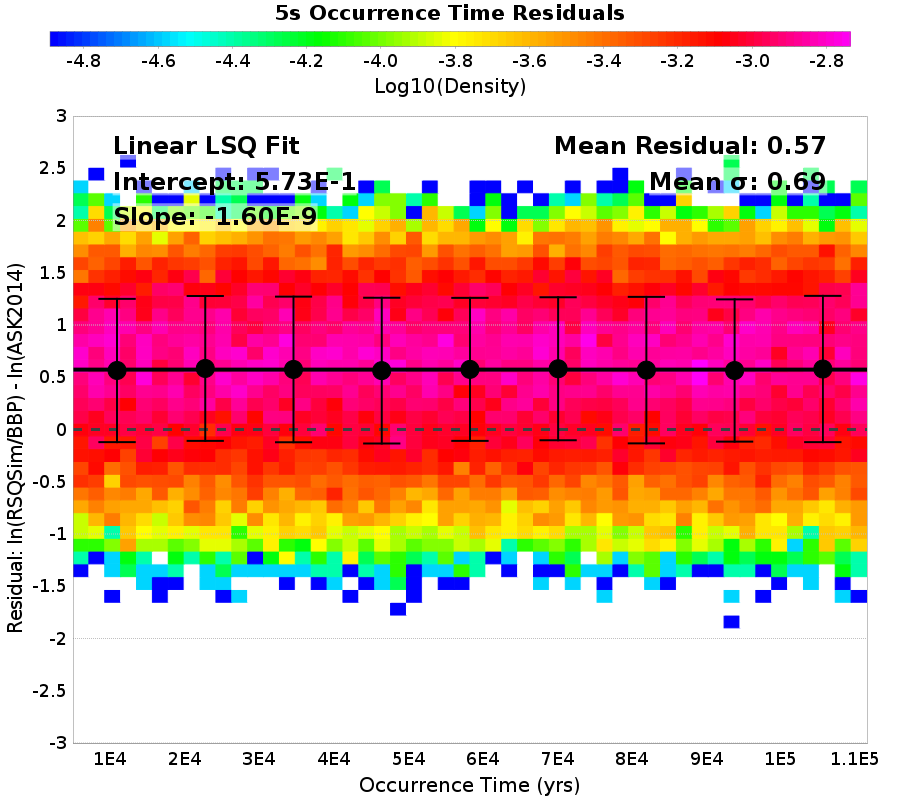 5s Occurrence Time Residuals
-4.8 -4.6 -4.4 -4.2 -4.0 -3.8 -3.6 -3.4 -3.2 -3.0 -2.8
Log10(Density)
Linear LSQ Fit
Intercept: 5.73E-1
Slope: -1.60E-9
Mean Residual: 0.57
Mean σ: 0.69
Residual: ln(RSQSim/BBP) - ln(ASK2014)
3
2.5
2
1.5
1
0.5
0
-0.5
-1
-1.5
-2
-2.5
-3
1E4 2E4 3E4 4E4 5E4 6E4 7E4 8E4 9E4 1E5 1.1E5
Occurrence Time (yrs)